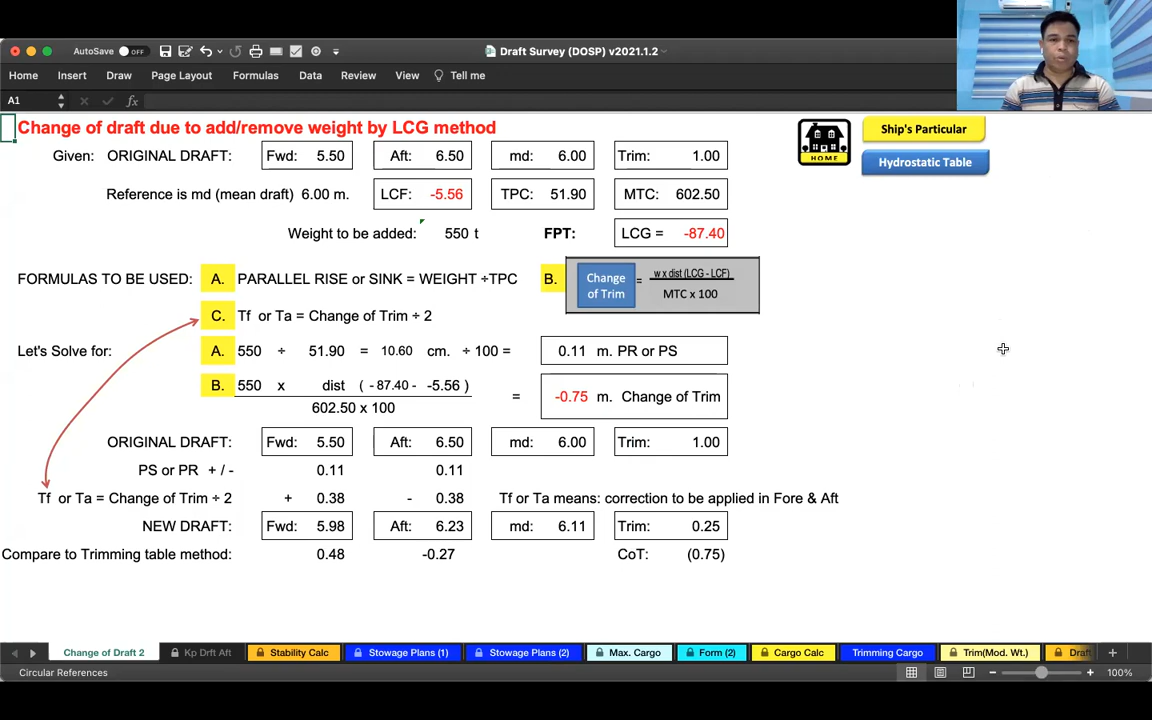 AutoSave OFF
Draft Survey (DOSP) v2021.1.2
Home Insert Draw Page Layout Formulas Data Review View Tell me
A1 fx
Change of draft due to add/remove weight by LCG method
HOME
Ship's Particular
Hydrostatic Table
Given: ORIGINAL DRAFT: Fwd: 5.50 Aft: 6.50 md: 6.00 Trim: 1.00
Reference is md (mean draft) 6.00 m. LCF: -5.56 TPC: 51.90 MTC: 602.50
Weight to be added: 550 t FPT: LCG = -87.40
FORMULAS TO BE USED: A. PARALLEL RISE or SINK = WEIGHT ÷TPC B. Change of Trim = w x dist (LCG - LCF)
MTC x 100
C. Tf or Ta = Change of Trim ÷ 2
Let's Solve for: A. 550 ÷ 51.90 = 10.60 cm. ÷ 100 = 0.11 m. PR or PS
B. 550 x dist ( - 87.40 - -5.56 ) = -0.75 m. Change of Trim
602.50 x 100
ORIGINAL DRAFT: Fwd: 5.50 Aft: 6.50 md: 6.00 Trim: 1.00
PS or PR + / - 0.11 0.11
Tf or Ta = Change of Trim ÷ 2 + 0.38 - 0.38 Tf or Ta means: correction to be applied in Fore & Aft
NEW DRAFT: Fwd: 5.98 Aft: 6.23 md: 6.11 Trim: 0.25
Compare to Trimming table method: 0.48 -0.27 CoT: (0.75)
Change of Draft 2 Kp Drft Aft Stability Calc Stowage Plans (1) Stowage Plans (2) Max. Cargo Form (2) Cargo Calc Trimming Cargo Trim(Mod. Wt.) Draft
Circular References 100%